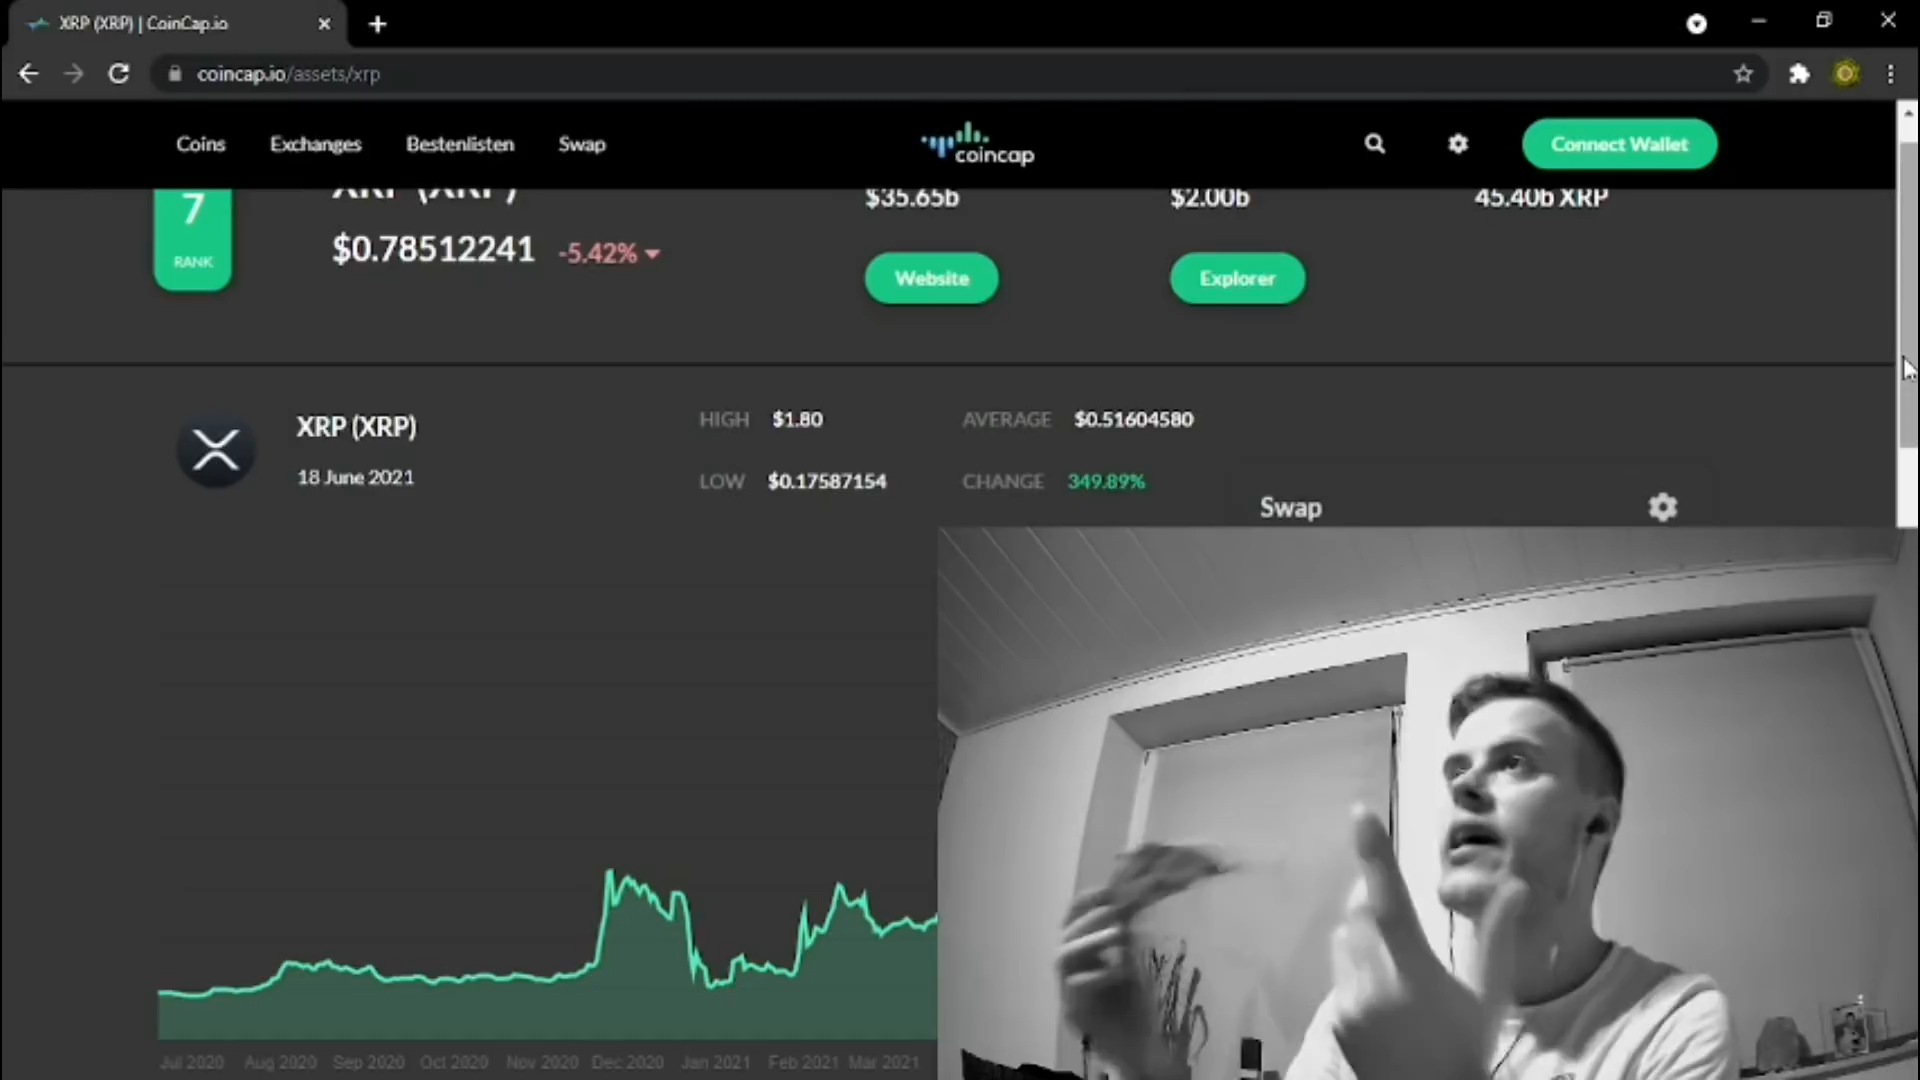 XRP (XRP) | CoinCap.io
coincap.io/assets/xrp
Coins Exchanges Bestenlisten Swap coincap Connect Wallet
7 XRP (XRP) $35.65b $2.00b 45.40b XRP
RANK $0.78512241 -5.42% Website Explorer
XRP (XRP) HIGH $1.80 AVERAGE $0.51604580
18 June 2021 LOW $0.17587154 CHANGE 349.89%
Swap
Jul 2020 Aug 2020 Sep 2020 Oct 2020 Nov 2020 Dec 2020 Jan 2021 Feb 2021 Mar 2021